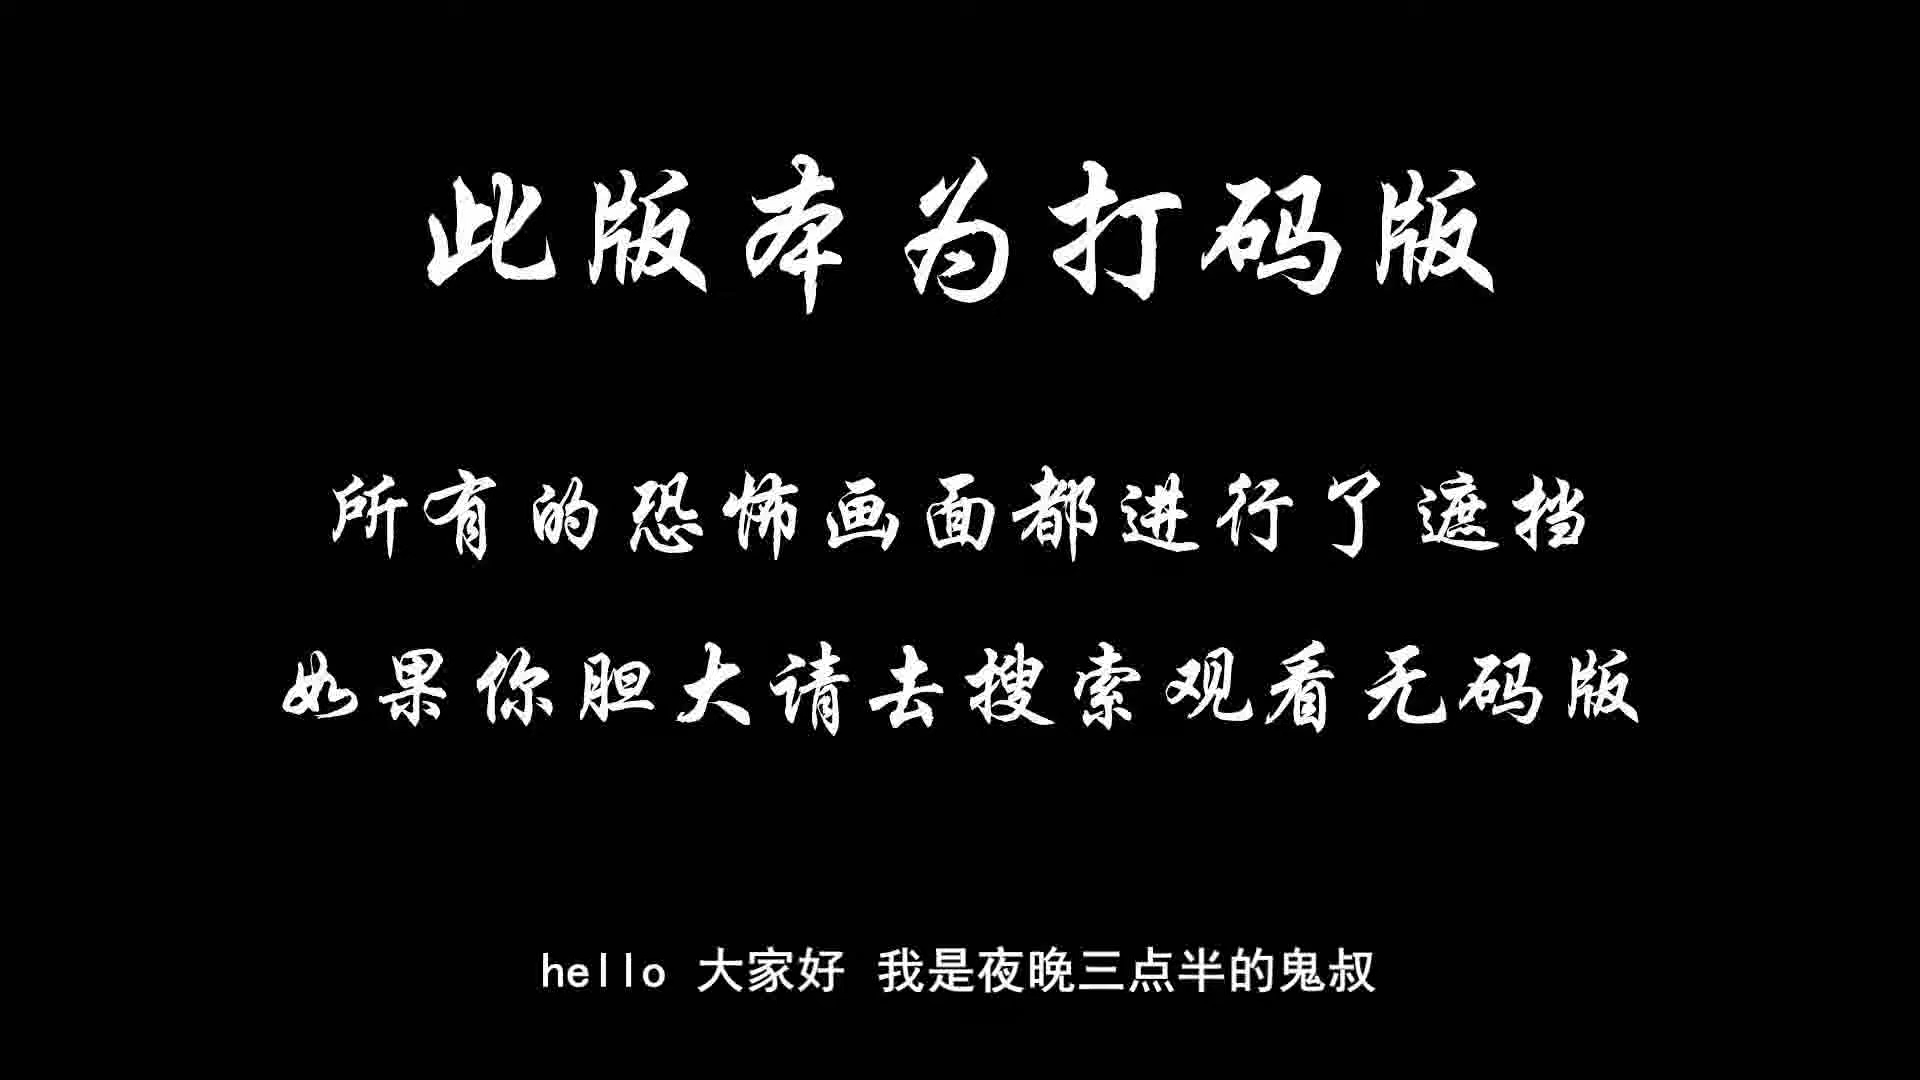 此版本为打码版
所有的恐怖画面都进行了遮挡
如果你胆大请去搜索观看无码版
hello 大家好 我是夜晚三点半的鬼叔